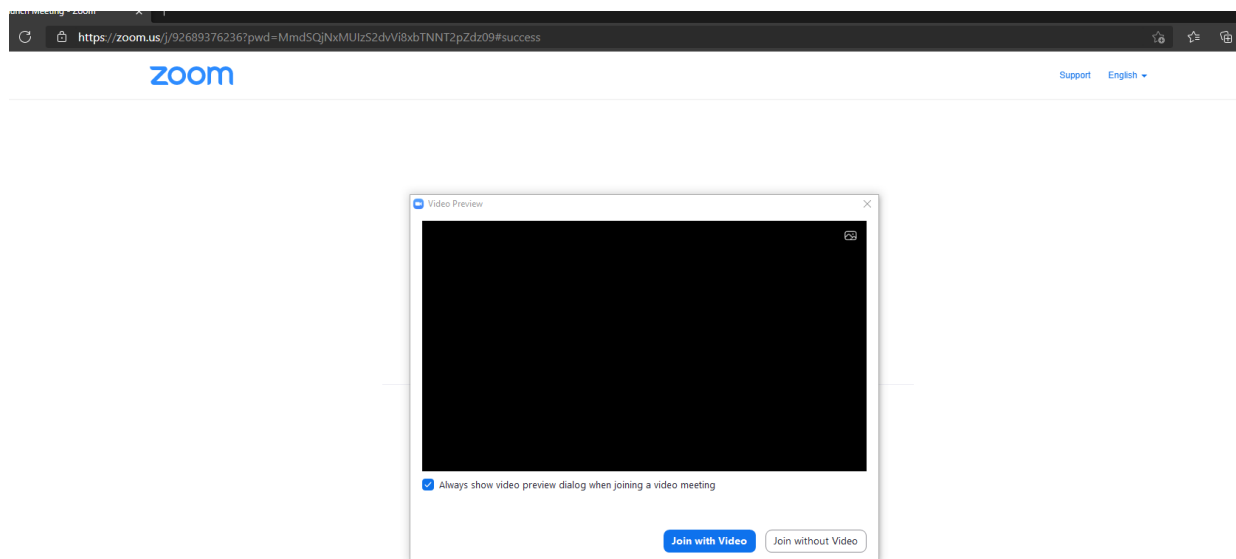 Launch Meeting - Zoom
https://zoom.us/j/92689376236?pwd=MmdSQjNxMUIzS2dvVi8xbTNNT2pZdz09#success
zoom
Support English
Video Preview
Always show video preview dialog when joining a video meeting
Join with Video Join without Video